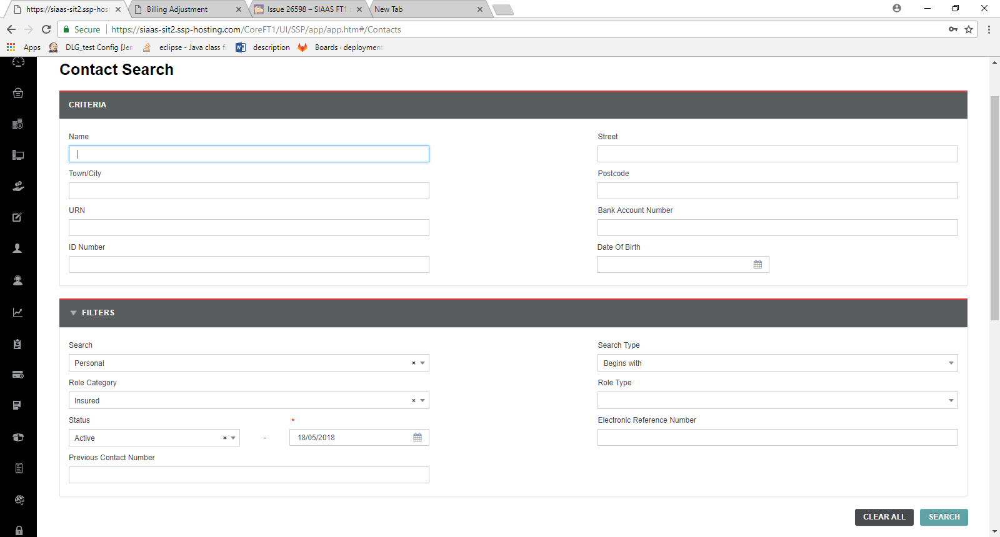 https://siaas-sit2.ssp-hos
Billing Adjustment
Issue 26598 – SIAAS FT1
New Tab
Secure
https://siaas-sit2.ssp-hosting.com/CoreFT1/UI/SSP/app/app.htm#/Contacts
Apps
DLG_test Config [Jen
eclipse - Java class fi
description
Boards · deployment
Contact Search
CRITERIA
Name
Street
Town/City
Postcode
URN
Bank Account Number
ID Number
Date Of Birth
FILTERS
Search
Search Type
Personal
Begins with
Role Category
Role Type
Insured
Status
*
Electronic Reference Number
Active
-
18/05/2018
Previous Contact Number
CLEAR ALL
SEARCH